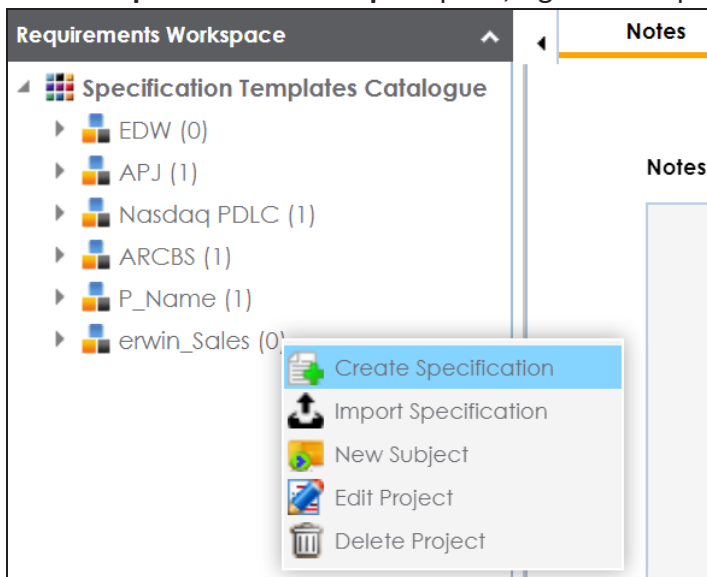 Requirements Workspace
Notes
Specification Templates Catalogue
EDW (0)
APJ (1)
Notes
Nasdaq PDLC (1)
ARCBS (1)
P_Name (1)
erwin_Sales (0)
Create Specification
Import Specification
New Subject
Edit Project
Delete Project